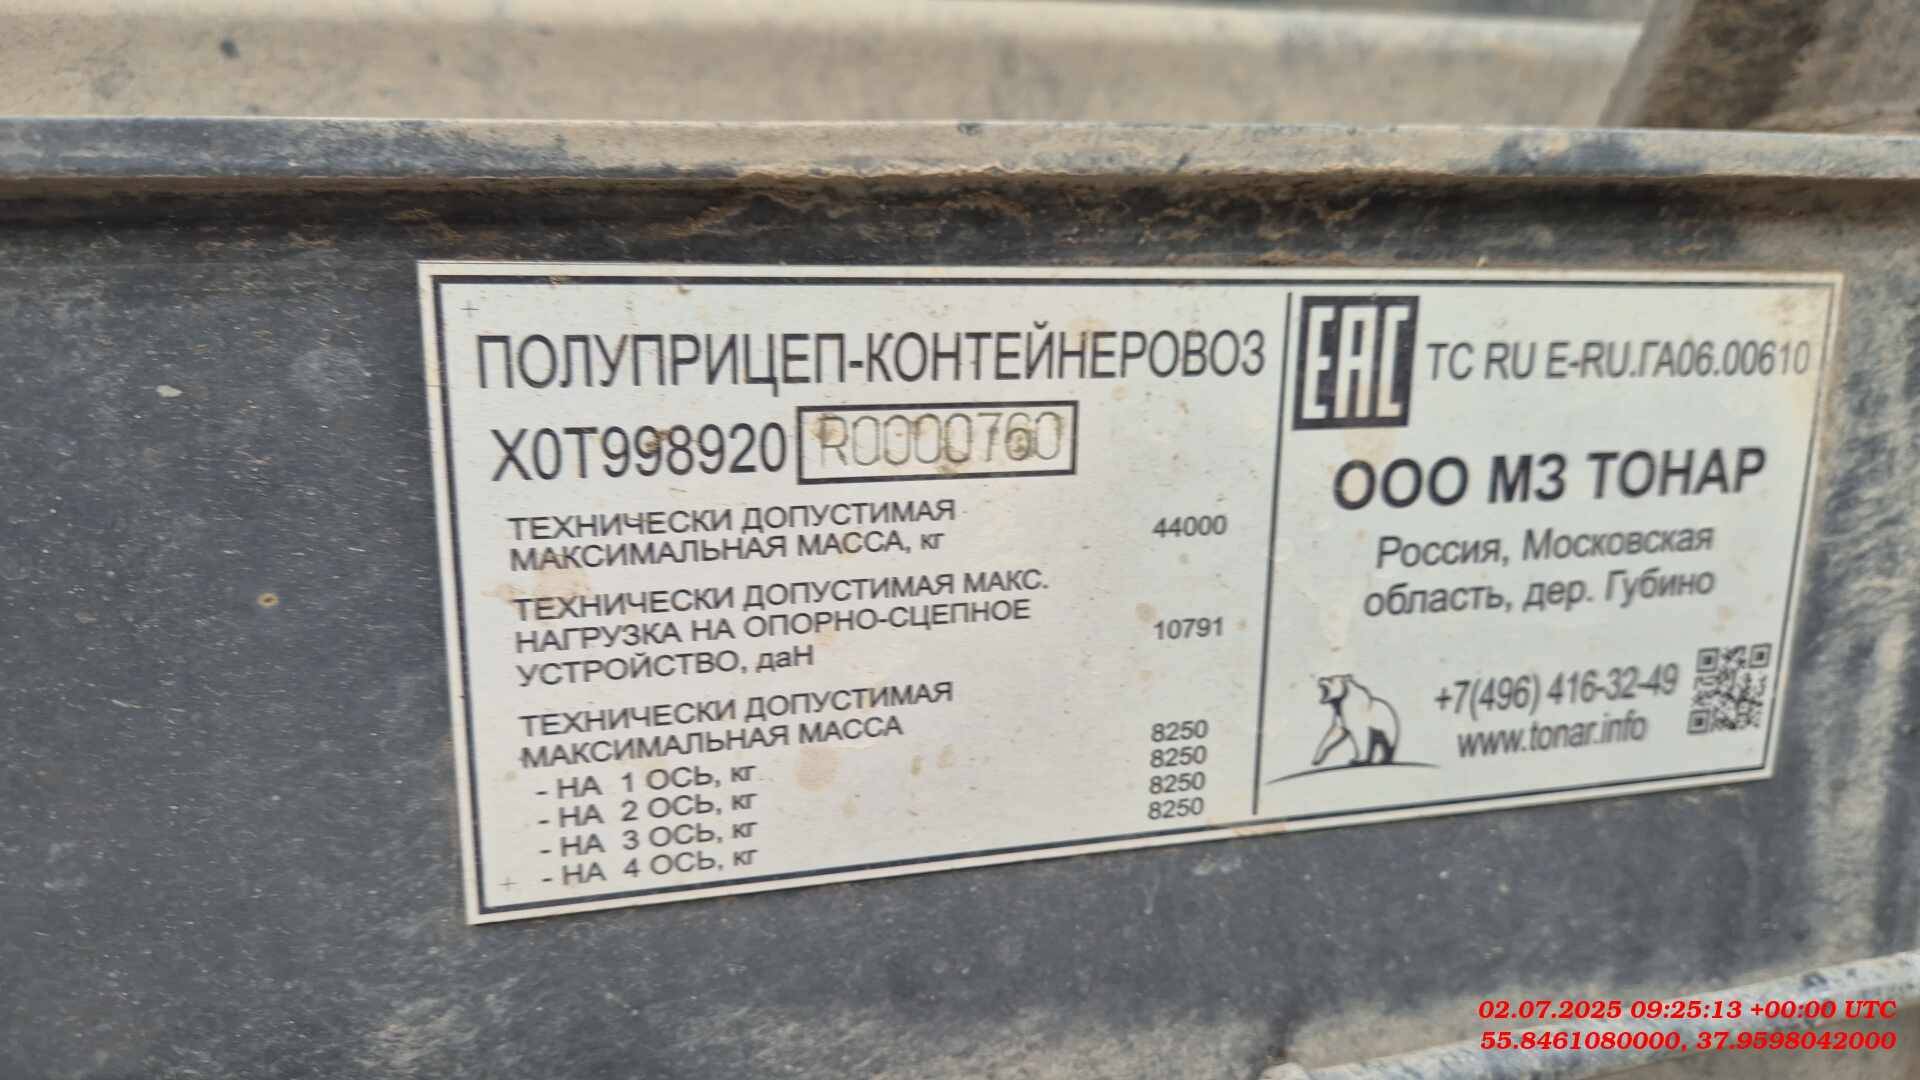 ПОЛУПРИЦЕП-КОНТЕЙНЕРОВОЗ
X0T998920 R0000760
ТЕХНИЧЕСКИ ДОПУСТИМАЯ
МАКСИМАЛЬНАЯ МАССА, кг 44000
ТЕХНИЧЕСКИ ДОПУСТИМАЯ МАКС.
НАГРУЗКА НА ОПОРНО-СЦЕПНОЕ
УСТРОЙСТВО, даН 10791
ТЕХНИЧЕСКИ ДОПУСТИМАЯ
МАКСИМАЛЬНАЯ МАССА
- НА 1 ОСЬ, кг 8250
- НА 2 ОСЬ, кг 8250
- НА 3 ОСЬ, кг 8250
- НА 4 ОСЬ, кг 8250
EAC TC RU E-RU.ГА06.00610
ООО МЗ ТОНАР
Россия, Московская
область, дер. Губино
+7(496) 416-32-49
www.tonar.info
02.07.2025 09:25:13 +00:00 UTC
55.8461080000, 37.9598042000